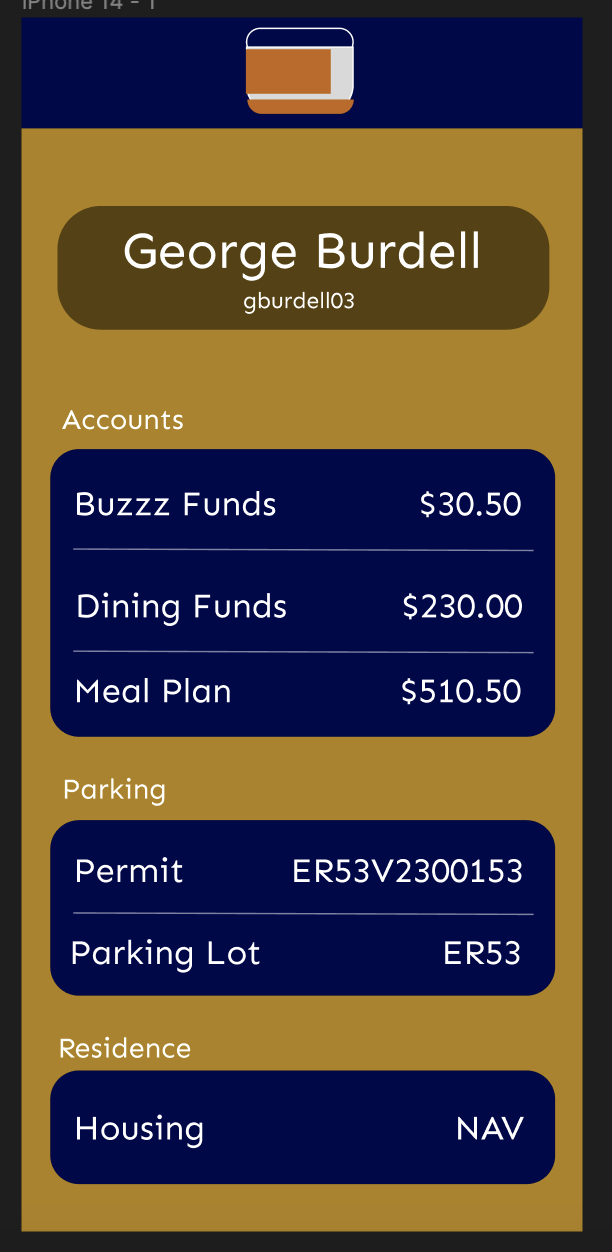 iPhone 14 - 1
George Burdell
gburdell03
Accounts
Buzzz Funds $30.50
Dining Funds $230.00
Meal Plan $510.50
Parking
Permit ER53V2300153
Parking Lot ER53
Residence
Housing NAV